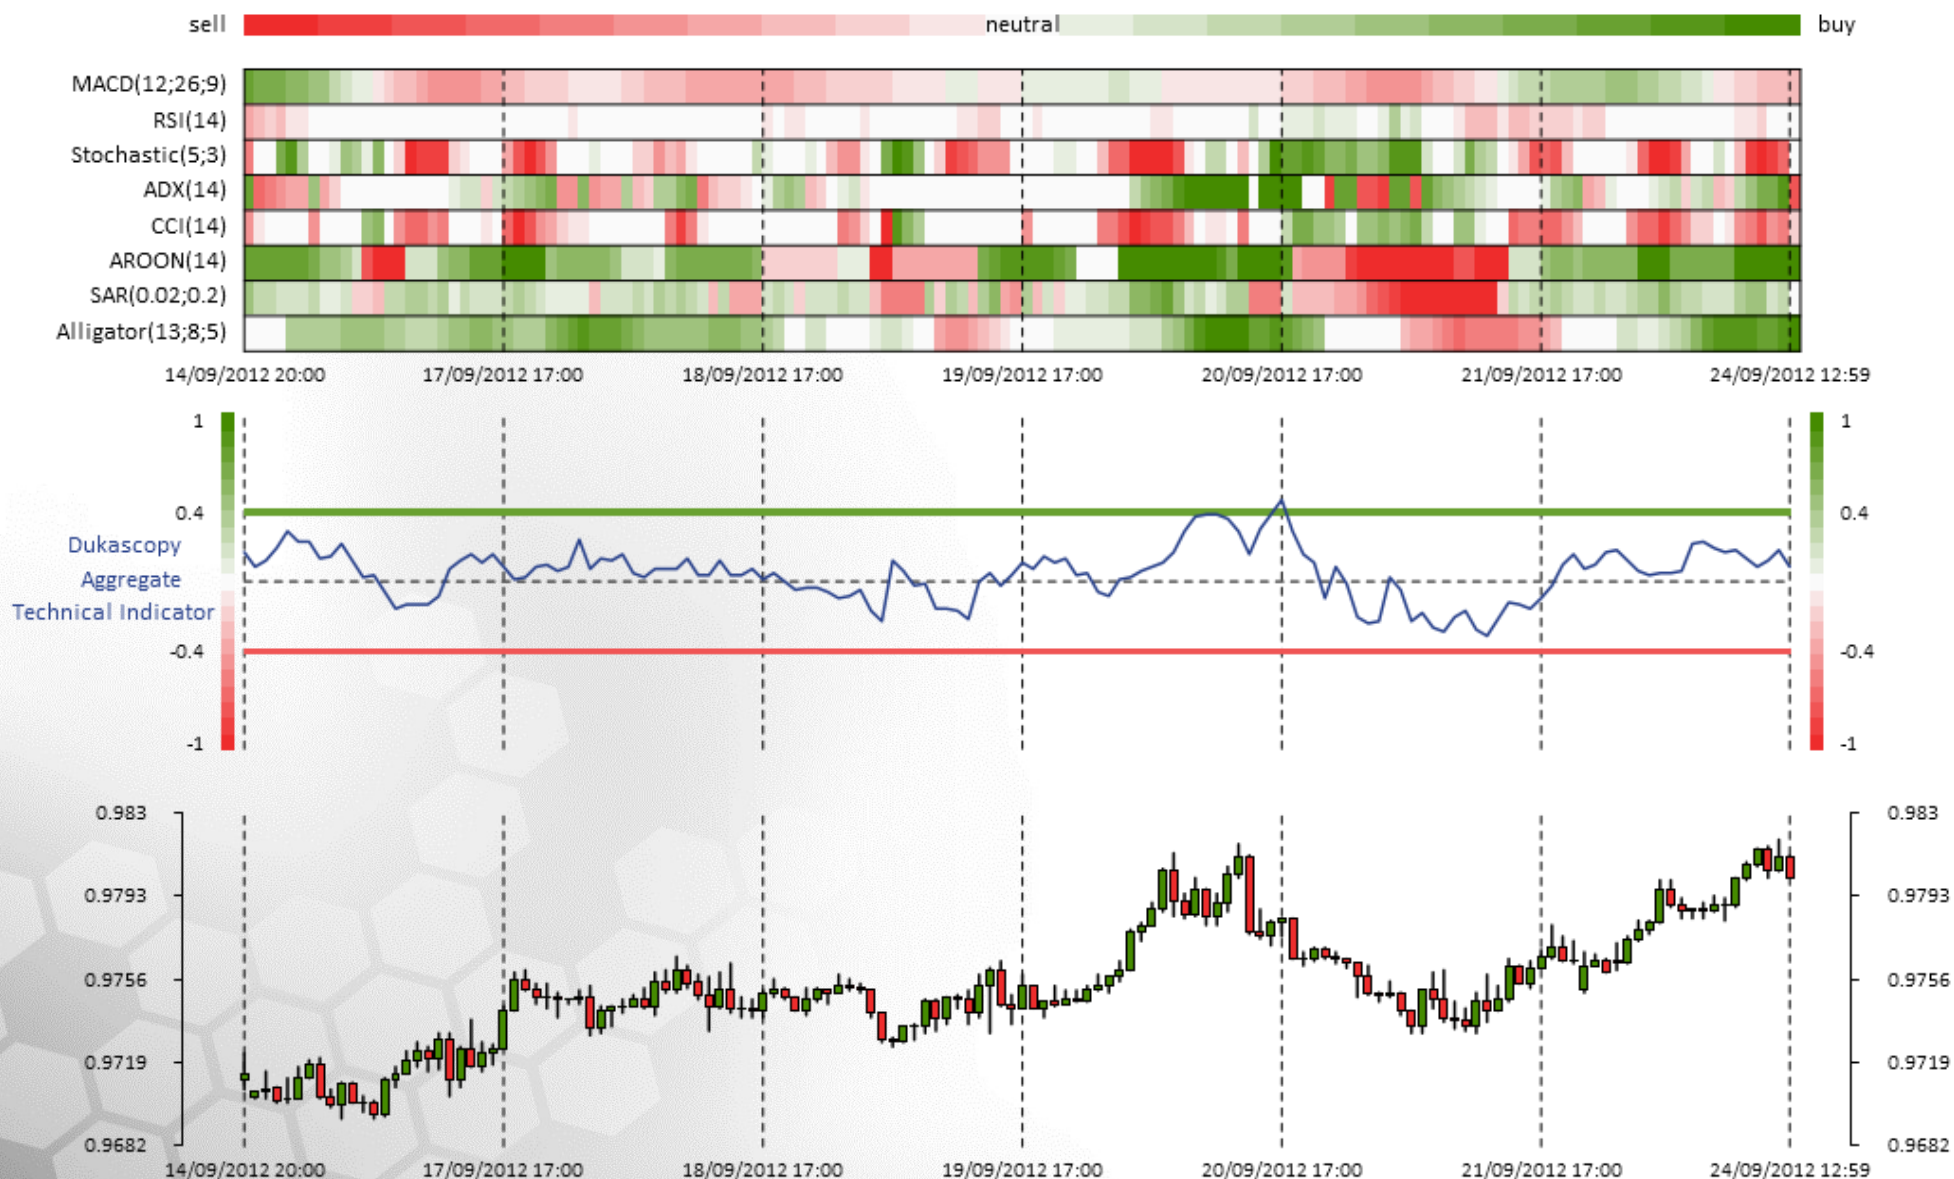 sell neutral buy
MACD(12;26;9)
RSI(14)
Stochastic(5;3)
ADX(14)
CCI(14)
AROON(14)
SAR(0.02;0.2)
Alligator(13,8;5)
14/09/2012 20:00 17/09/2012 17:00 18/09/2012 17:00 19/09/2012 17:00 20/09/2012 17:00 21/09/2012 17:00 24/09/2012 12:59
1 1
0.4 0.4
Dukascopy
Aggregate
Technical Indicator
-0.4 -0.4
-1 -1
0.983 0.983
0.9793 0.9793
0.9756 0.9756
0.9719 0.9719
0.9682 0.9682
14/09/2012 20:00 17/09/2012 17:00 18/09/2012 17:00 19/09/2012 17:00 20/09/2012 17:00 21/09/2012 17:00 24/09/2012 12:59